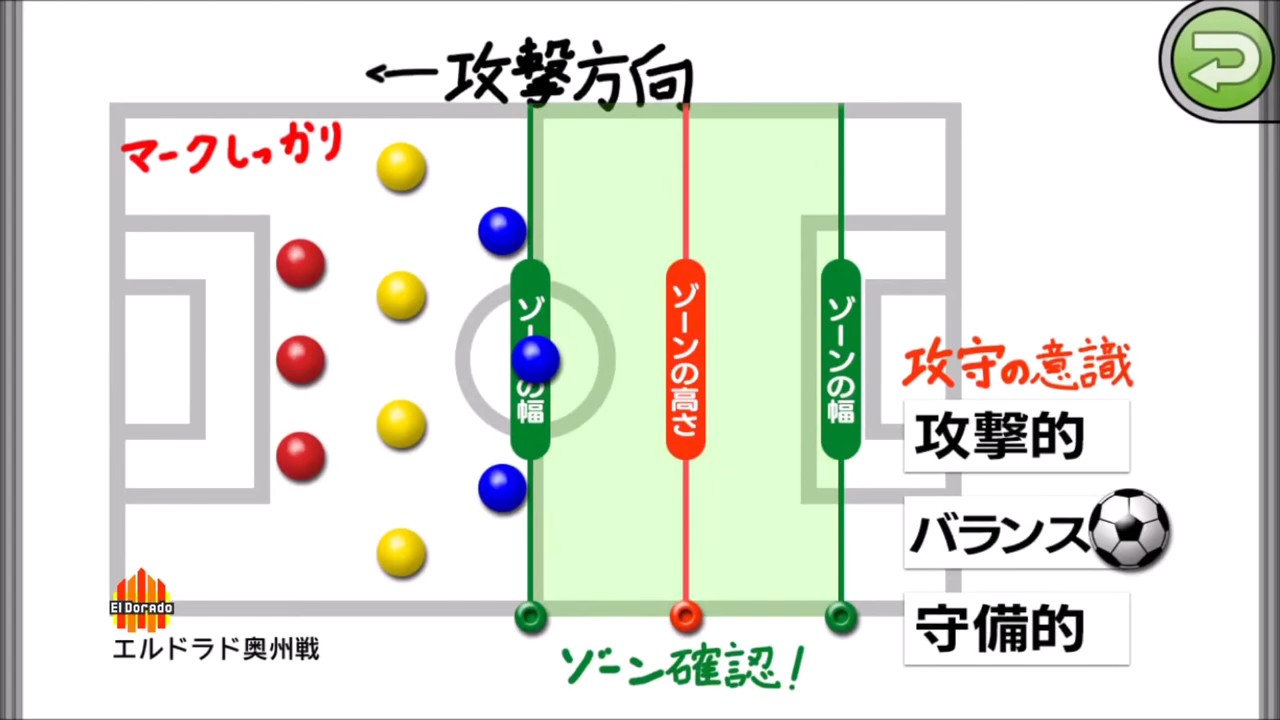 ←攻撃方向
マークしっかり
ゾーンの幅
ゾーンの高さ
ゾーンの幅
攻守の意識
攻撃的
バランス
守備的
El Dorado
エルドラド奥州戦
ゾーン確認!